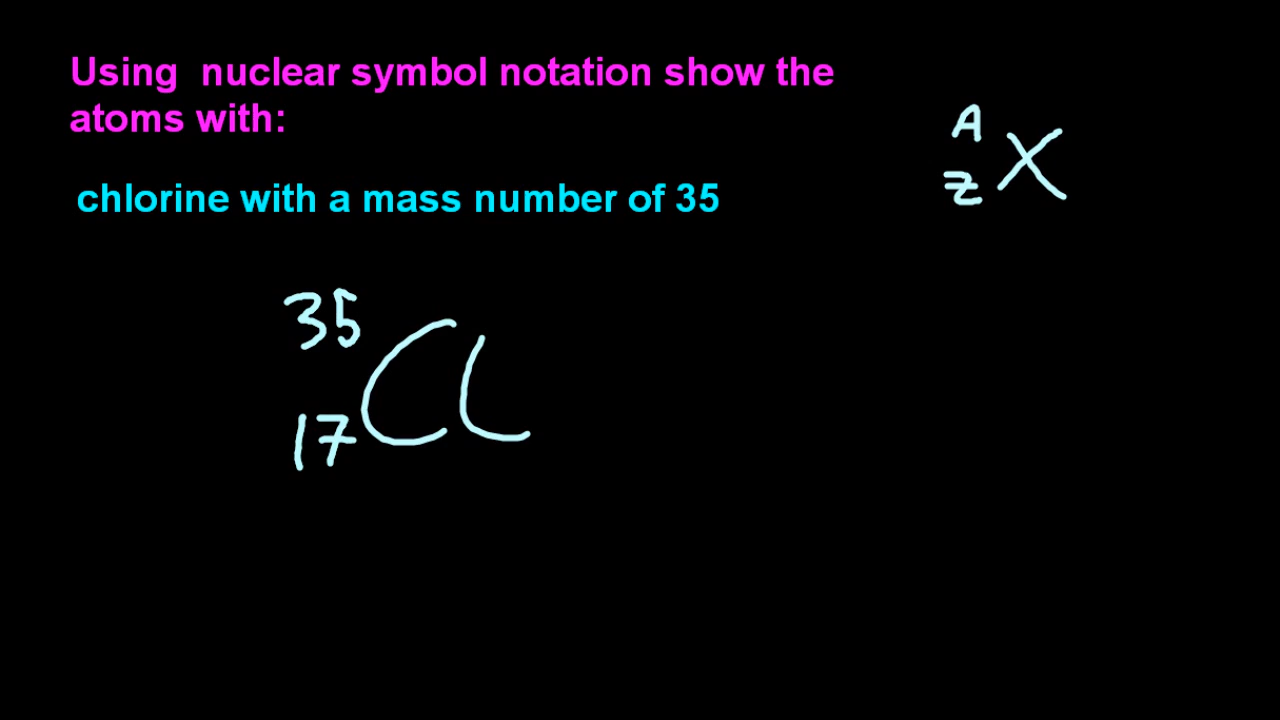 Using nuclear symbol notation show the
atoms with:
A
Z X
chlorine with a mass number of 35
35
17 Cl